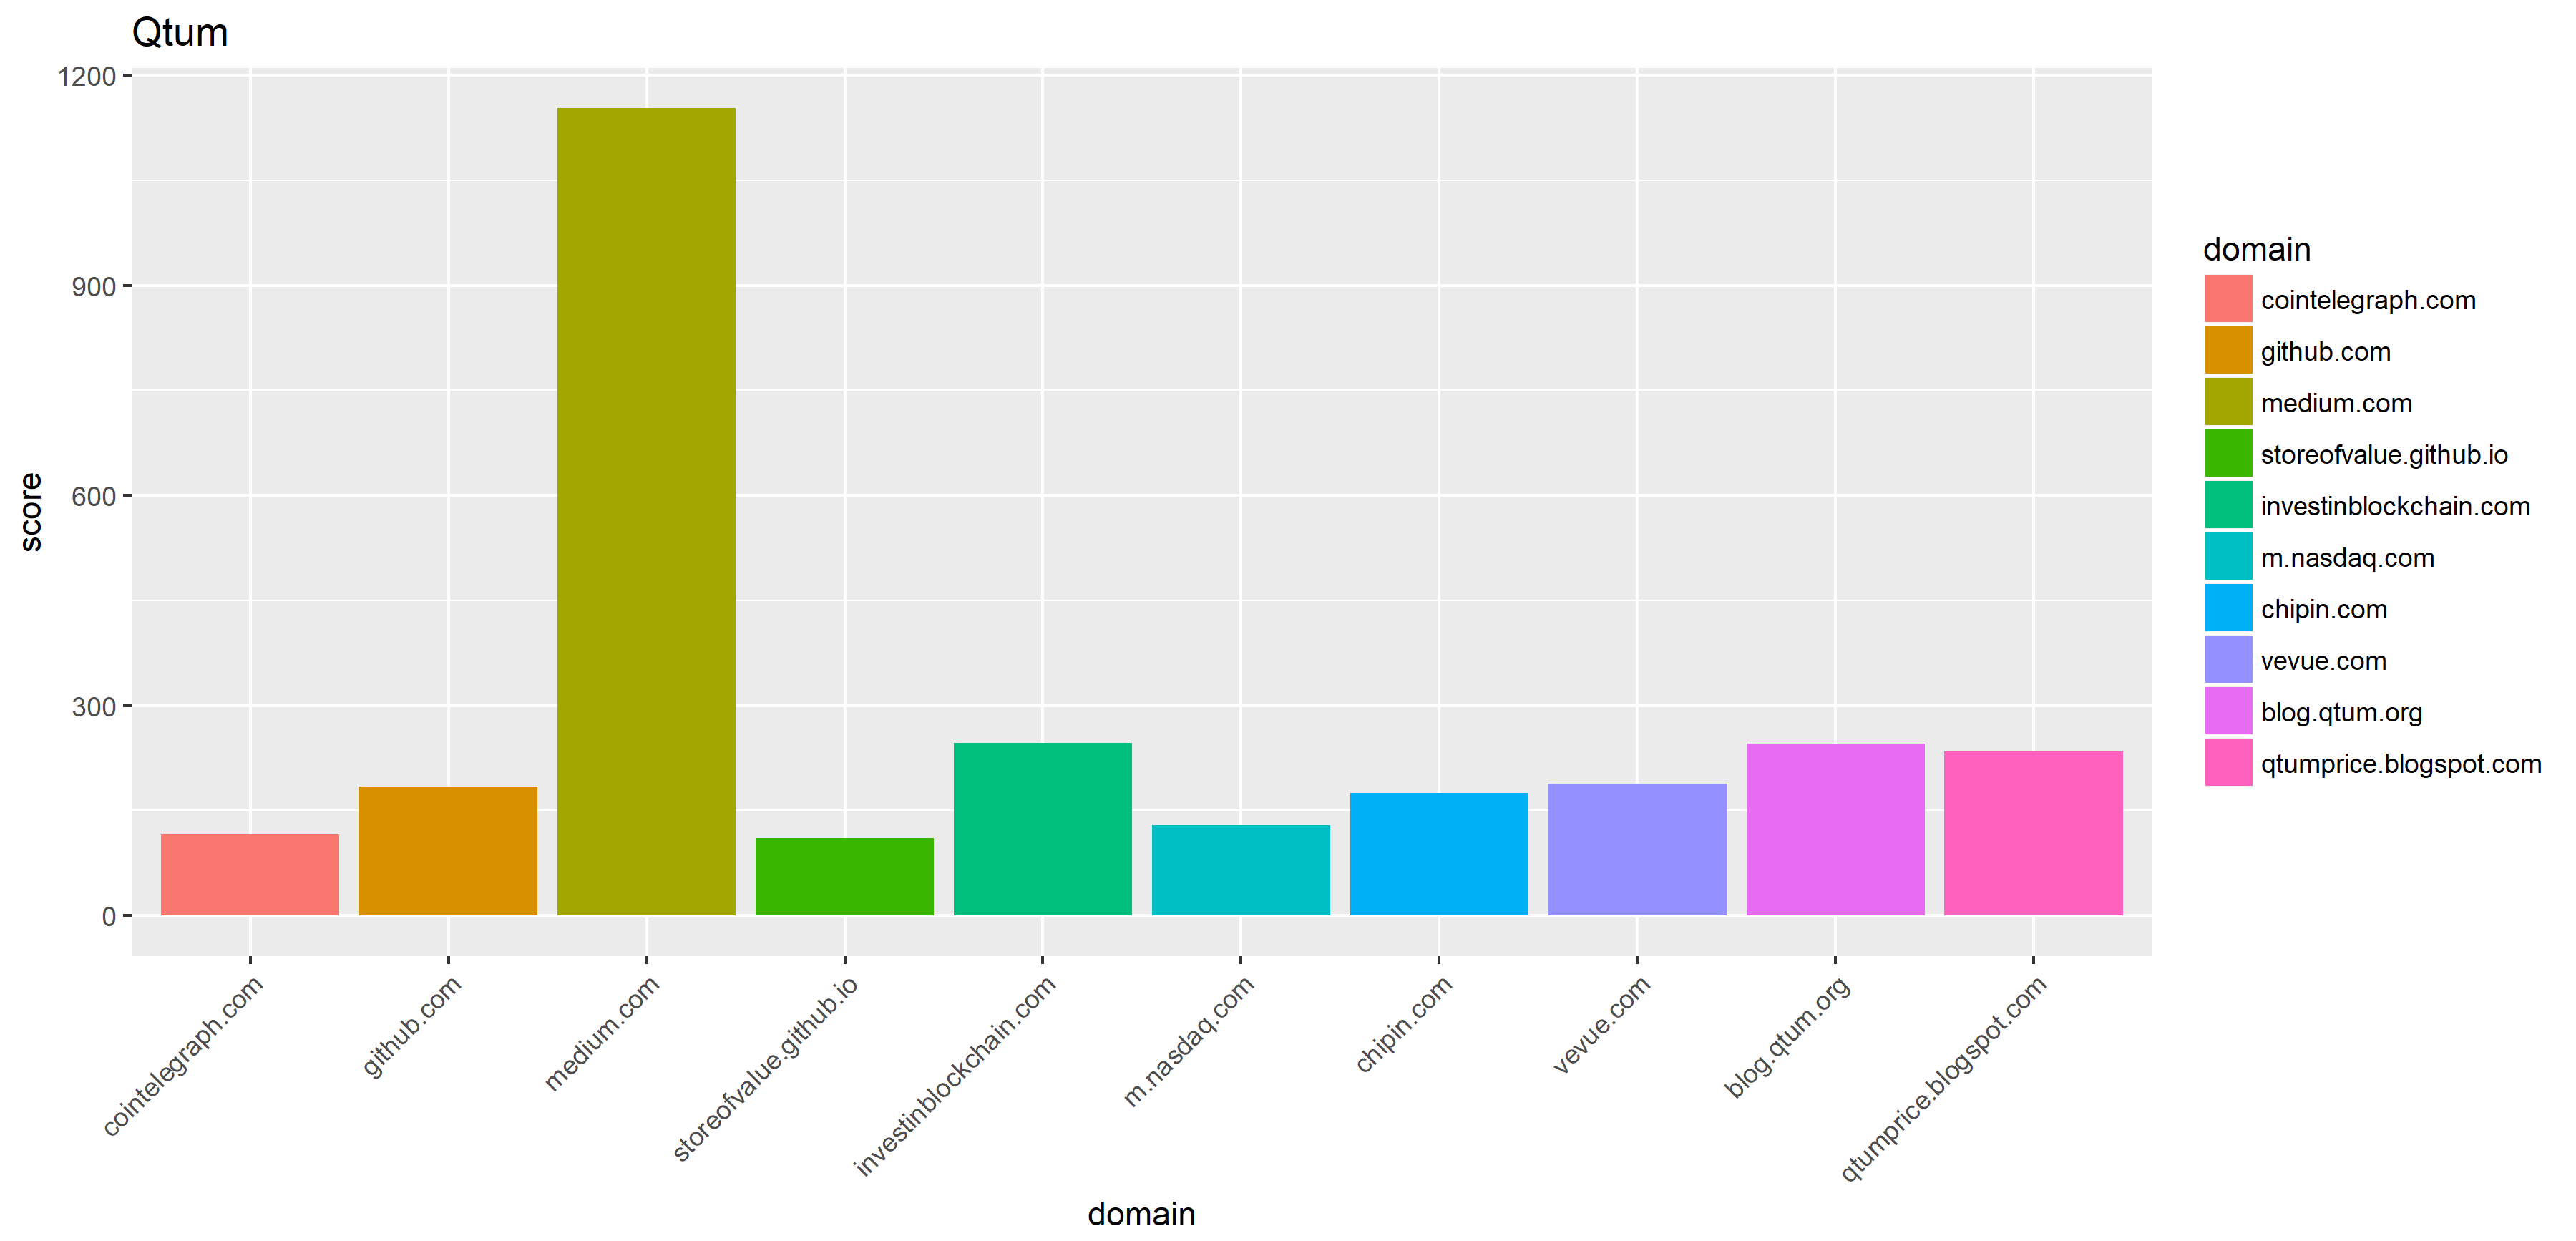 Qtum
1200
900
600
300
0
score
cointelegraph.com
github.com
medium.com
storeofvalue.github.io
investinblockchain.com
m.nasdaq.com
chipin.com
vevue.com
blog.qtum.org
qtumprice.blogspot.com
domain
domain
cointelegraph.com
github.com
medium.com
storeofvalue.github.io
investinblockchain.com
m.nasdaq.com
chipin.com
vevue.com
blog.qtum.org
qtumprice.blogspot.com